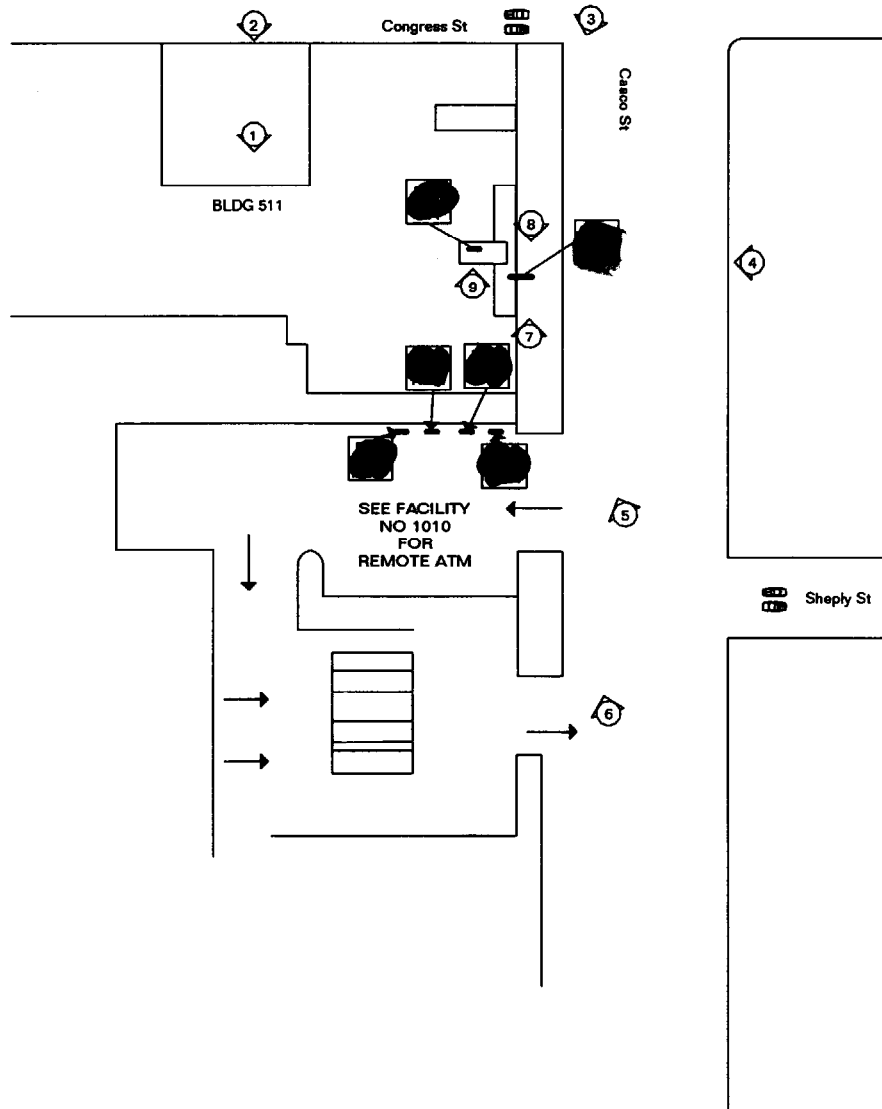 2
Congress St
3
Casco St
1
BLDG 511
8
4
9
7
SEE FACILITY
NO 1010
FOR
REMOTE ATM
5
Sheply St
6